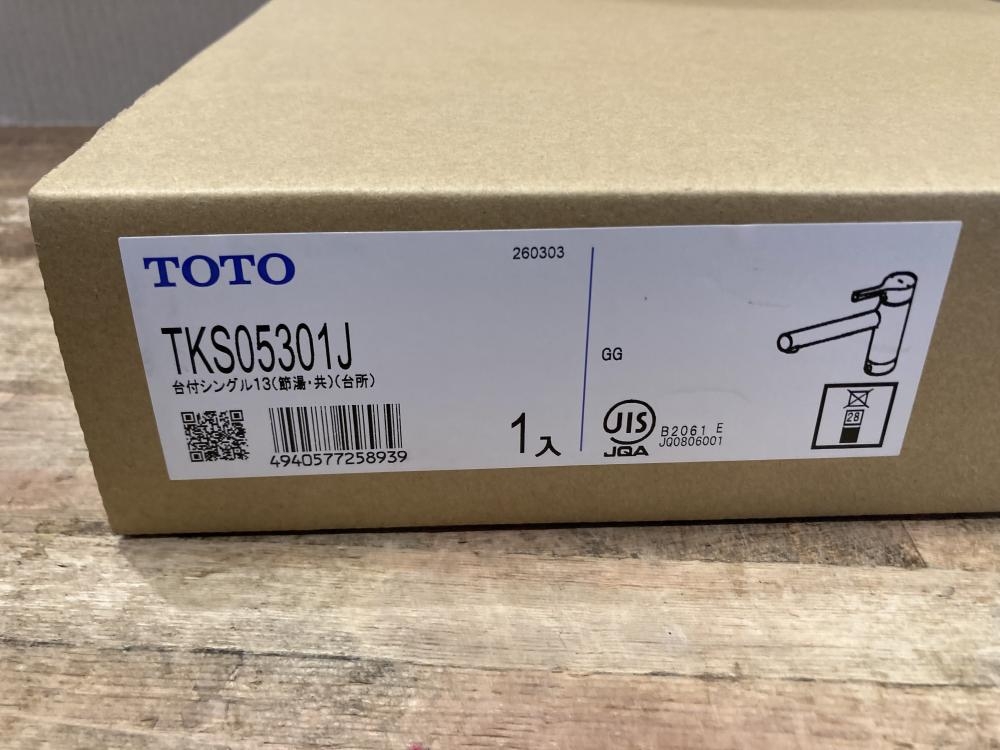 TOTO
260303
TKS05301J
台付シングル13(節湯・共)(台所)
4940577258939
1入
GG
JIS
JQA
B2061 E
JQ0806001
28